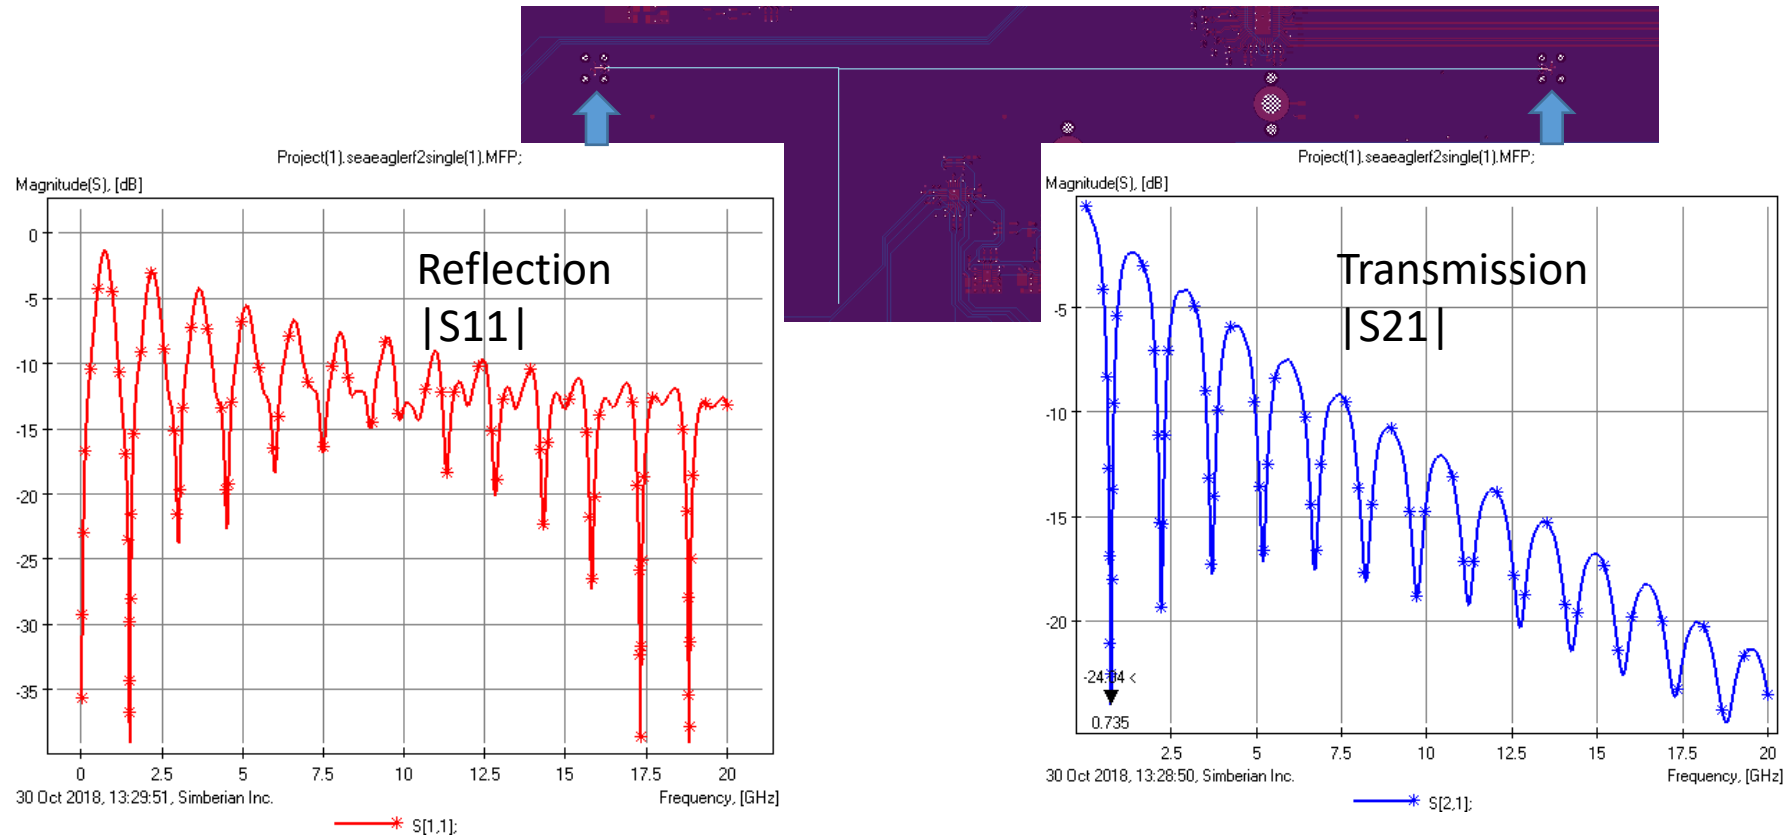 Project(1).seaeaglerf2single(1).MFP;
Magnitude(S), [dB]
Reflection
|S11|
0
-5
-10
-15
-20
-25
-30
-35
0 2.5 5 7.5 10 12.5 15 17.5 20
30 Oct 2018, 13:29:51, Simberian Inc.
Frequency, [GHz]
S[1,1];
Project(1).seaeaglerf2single(1).MFP;
Magnitude(S), [dB]
Transmission
|S21|
-5
-10
-15
-20
-24.04 <
0.735
2.5 5 7.5 10 12.5 15 17.5 20
30 Oct 2018, 13:28:50, Simberian Inc.
Frequency, [GHz]
S[2,1];